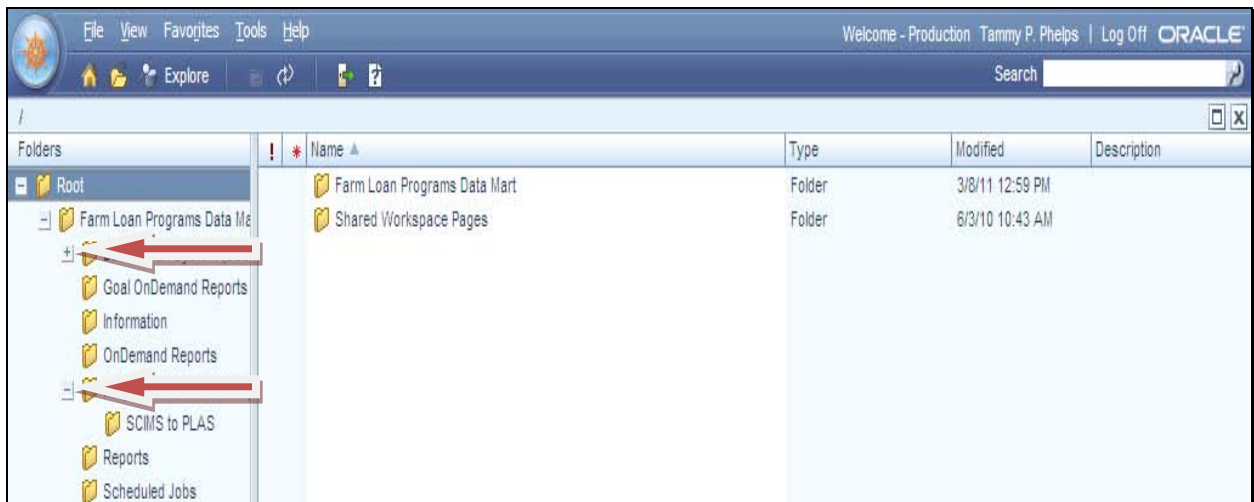 File View Favorites Tools Help
Welcome - Production Tammy P. Phelps | Log Off ORACLE
Explore
Search
/
Folders
! * Name Type Modified Description
Root
Farm Loan Programs Data Mart Folder 3/8/11 12:59 PM
Farm Loan Programs Data Ma
Shared Workspace Pages Folder 6/3/10 10:43 AM
Goal OnDemand Reports
Information
OnDemand Reports
SCIMS to PLAS
Reports
Scheduled Jobs